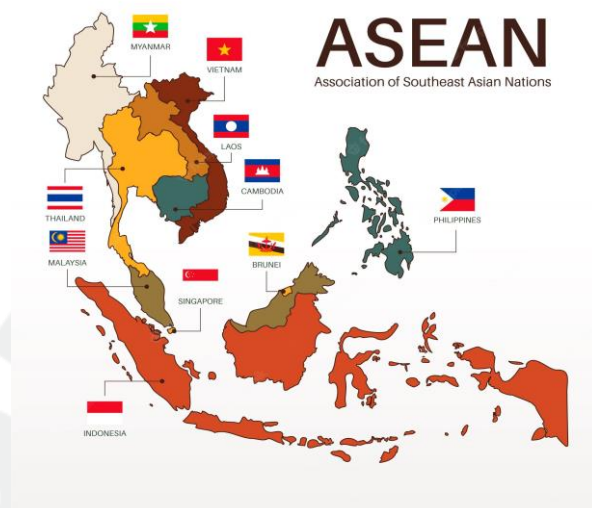 ASEAN
Association of Southeast Asian Nations
MYANMAR
VIETNAM
LAOS
CAMBODIA
THAILAND
PHILIPPINES
MALAYSIA
BRUNEI
SINGAPORE
INDONESIA